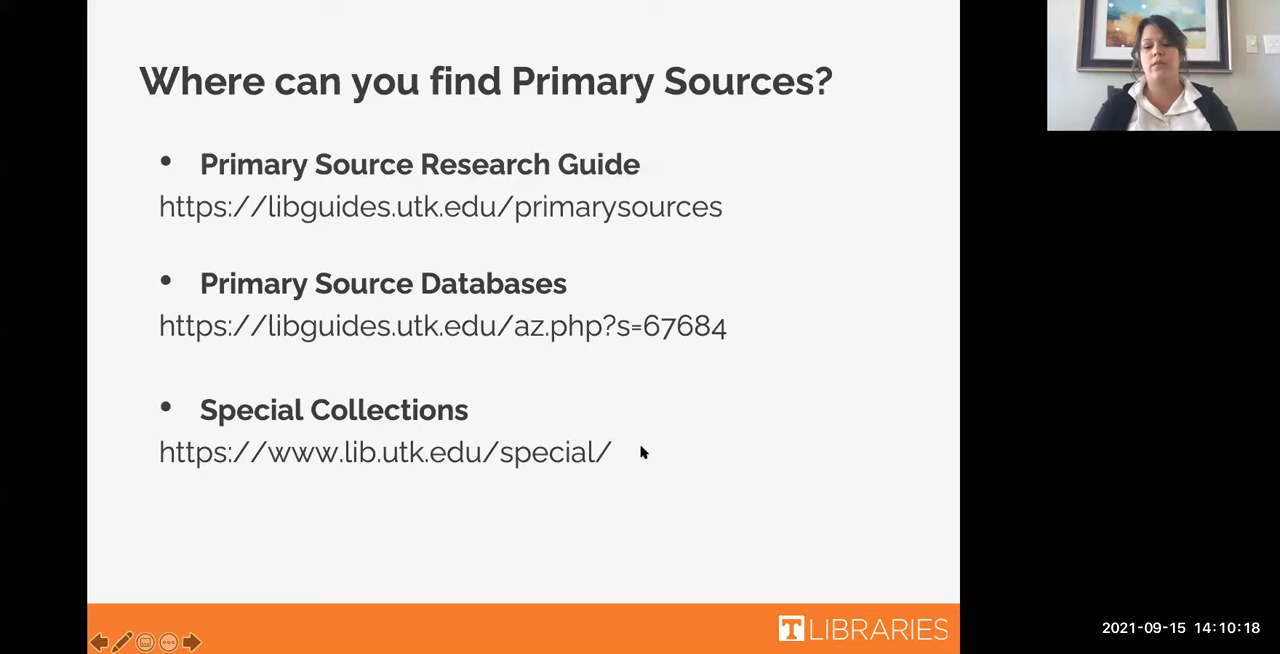 Where can you find Primary Sources?
• Primary Source Research Guide
https://libguides.utk.edu/primarysources
• Primary Source Databases
https://libguides.utk.edu/az.php?s=67684
• Special Collections
https://www.lib.utk.edu/special/
T LIBRARIES
2021-09-15 14:10:18